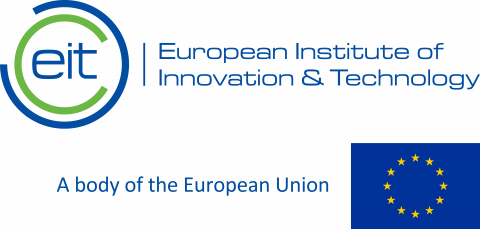 eit
European Institute of
Innovation & Technology
A body of the European Union